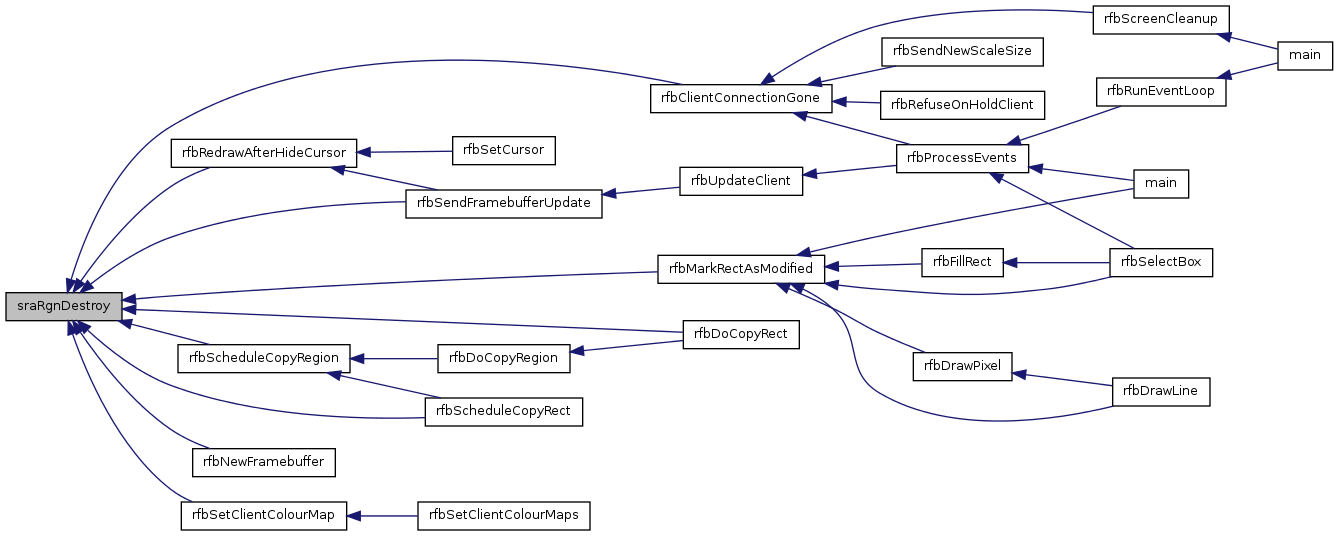 rfbScreenCleanup
rfbSendNewScaleSize
main
rfbRunEventLoop
rfbClientConnectionGone
rfbRefuseOnHoldClient
rfbRedrawAfterHideCursor
rfbSetCursor
rfbProcessEvents
rfbUpdateClient
main
rfbSendFramebufferUpdate
rfbMarkRectAsModified
rfbFillRect
rfbSelectBox
sraRgnDestroy
rfbDoCopyRect
rfbScheduleCopyRegion
rfbDoCopyRegion
rfbDrawPixel
rfbDrawLine
rfbScheduleCopyRect
rfbNewFramebuffer
rfbSetClientColourMap
rfbSetClientColourMaps